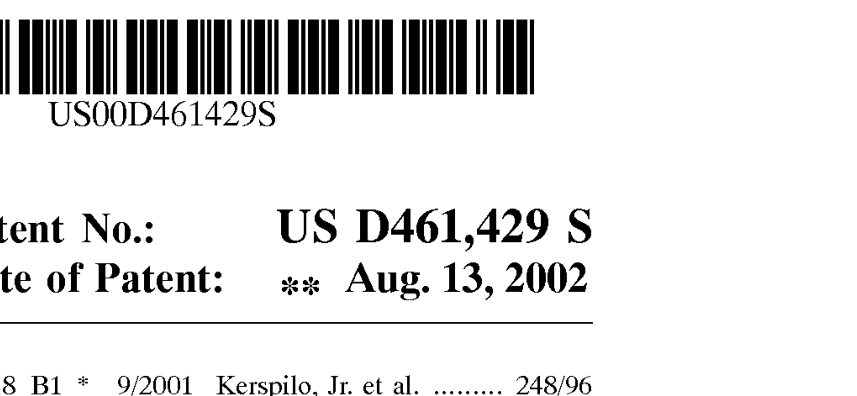 US00D461429S
tent No.: US D461,429 S
te of Patent: ** Aug. 13, 2002
8 B1 * 9/2001 Kerspilo, Jr. et al. ......... 248/96